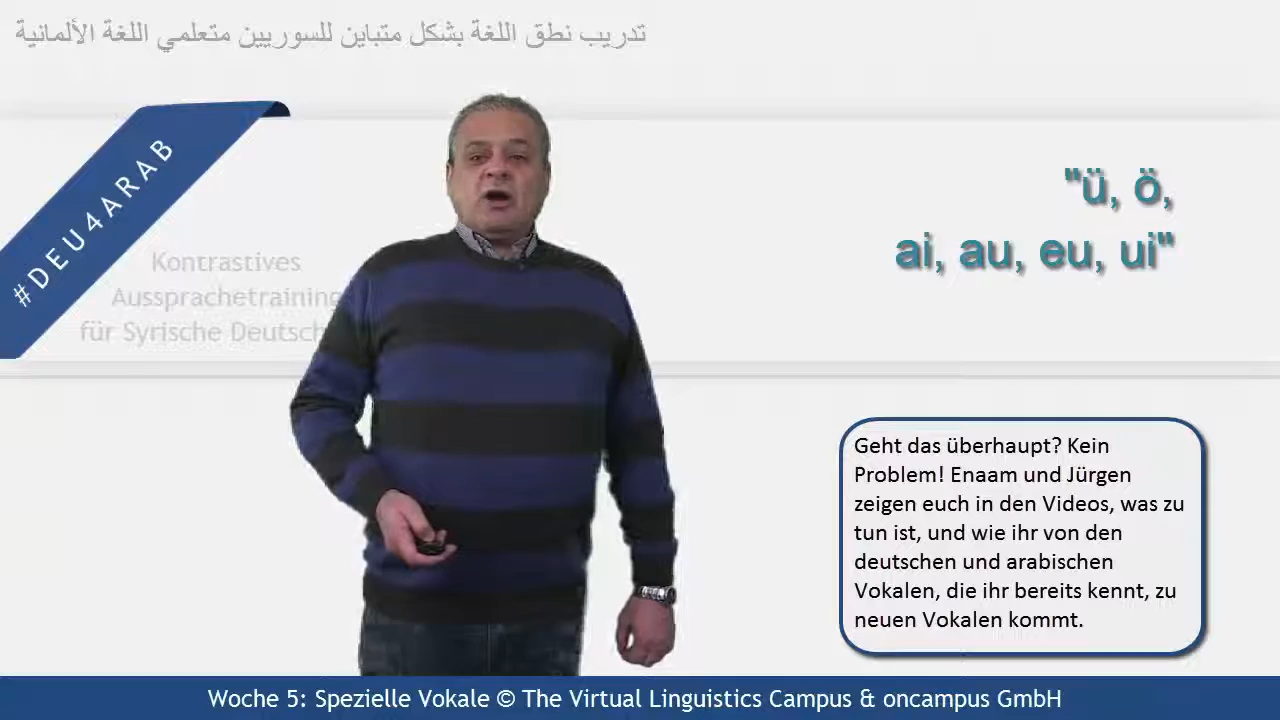 تدريب نطق اللغة بشكل متباين للسوريين متعلمي اللغة الألمانية
#DEU4ARAB
Kontrastives
Aussprachetraining
für Syrische Deutsch
"ü, ö,
ai, au, eu, ui"
Geht das überhaupt? Kein
Problem! Enaam und Jürgen
zeigen euch in den Videos, was zu
tun ist, und wie ihr von den
deutschen und arabischen
Vokalen, die ihr bereits kennt, zu
neuen Vokalen kommt.
Woche 5: Spezielle Vokale © The Virtual Linguistics Campus & oncampus GmbH